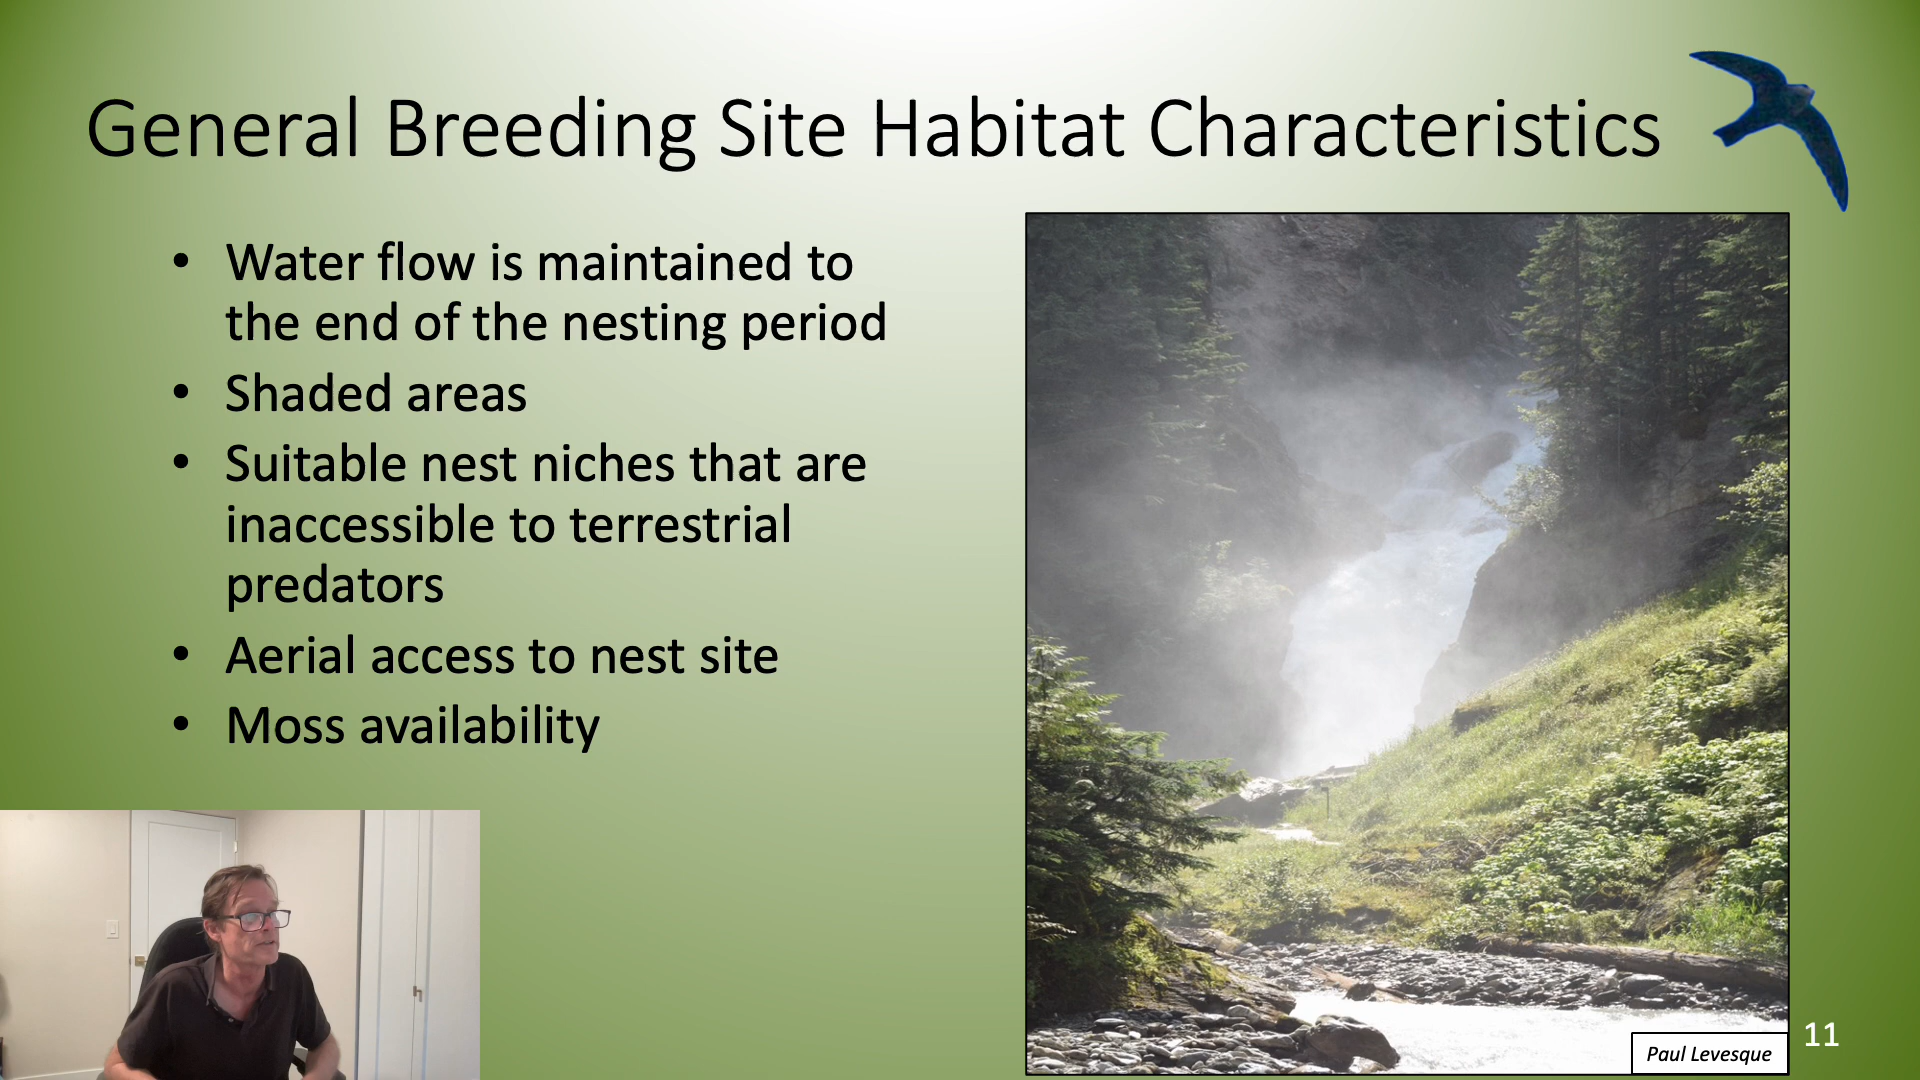 General Breeding Site Habitat Characteristics
• Water flow is maintained to
the end of the nesting period
• Shaded areas
• Suitable nest niches that are
inaccessible to terrestrial
predators
• Aerial access to nest site
• Moss availability
Paul Levesque
11